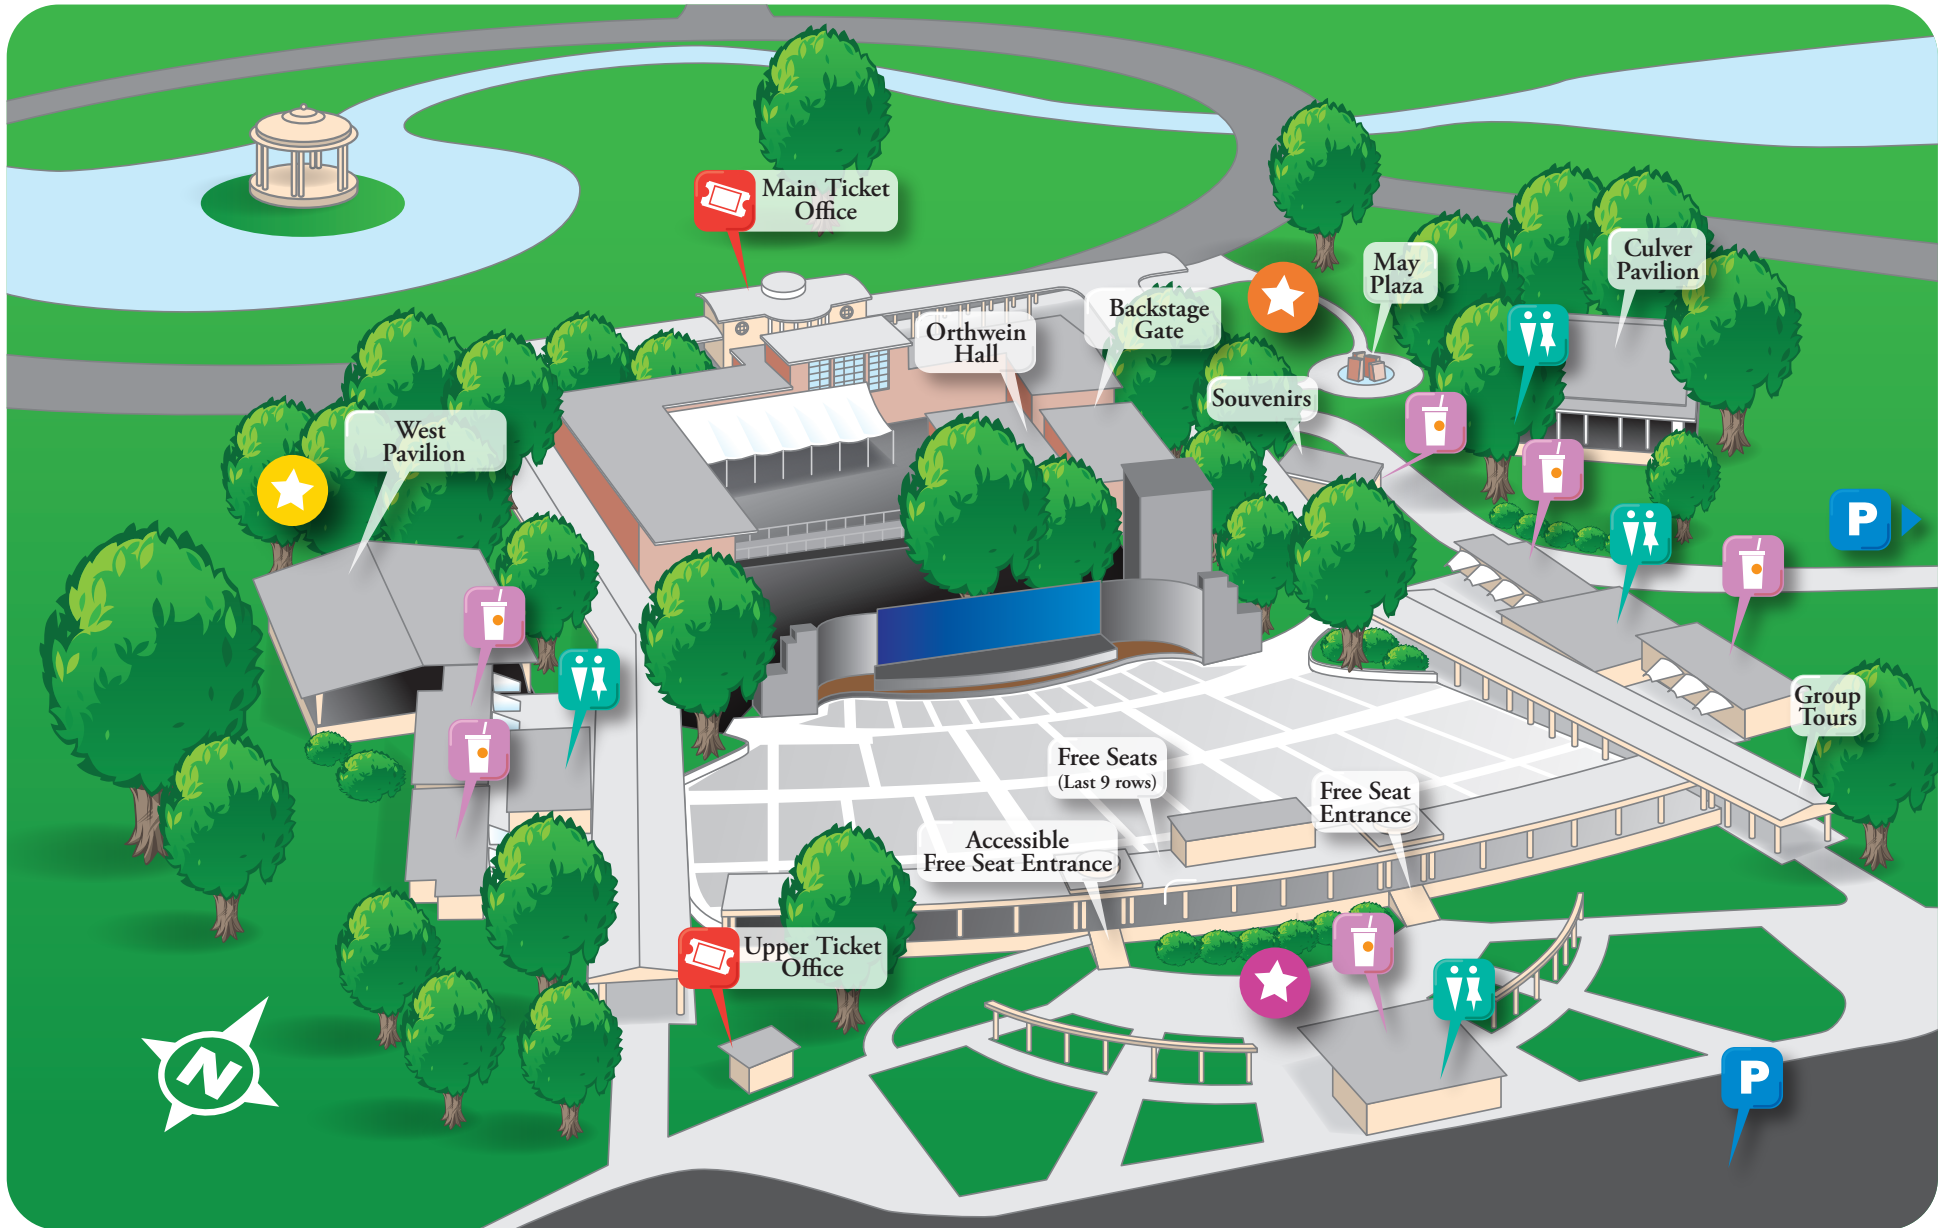 Main Ticket
Office
Culver
Pavilion
May
Plaza
Backstage
Gate
Orthwein
Hall
Souvenirs
West
Pavilion
P
Group
Tours
Free Seats
(Last 9 rows)
Free Seat
Entrance
Accessible
Free Seat Entrance
Upper Ticket
Office
N
P